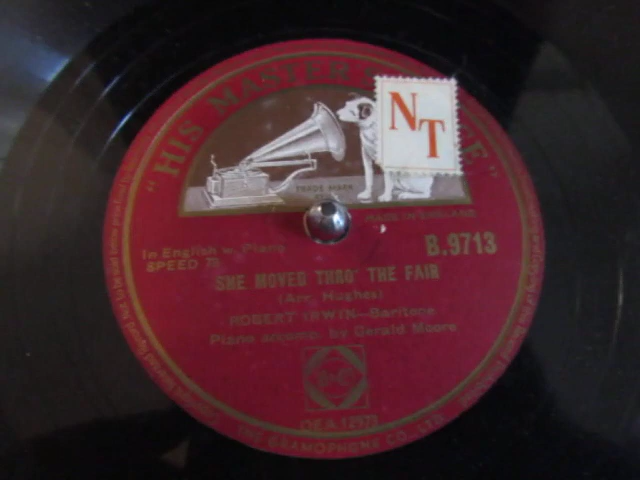 "HIS MASTER'S VOICE"
NT
TRADE MARK
MADE IN ENGLAND
In English w. Piano
SPEED 78
B.9713
SHE MOVED THRO' THE FAIR
(Arr. Hughes)
ROBERT IRWIN—Baritone
Piano accomp. by Gerald Moore
THE GRAMOPHONE CO., LTD.